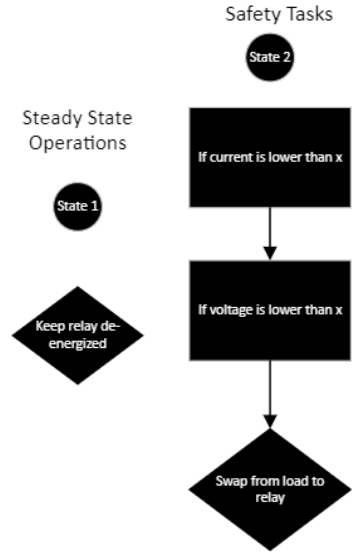 Safety Tasks
State 2
If current is lower than x
If voltage is lower than x
Swap from load to
relay
Steady State
Operations
State 1
Keep relay de-
energized